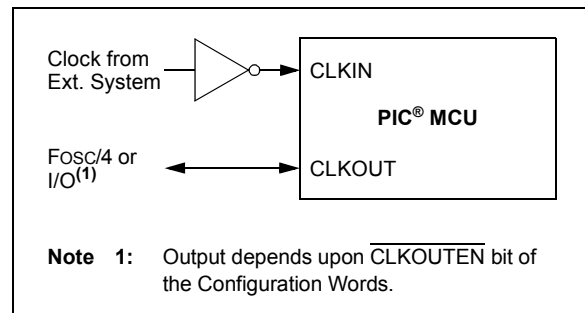 Clock from
Ext. System
CLKIN
PIC® MCU
FOSC/4 or
I/O(1)
CLKOUT
Note 1: Output depends upon CLKOUTEN bit of
the Configuration Words.